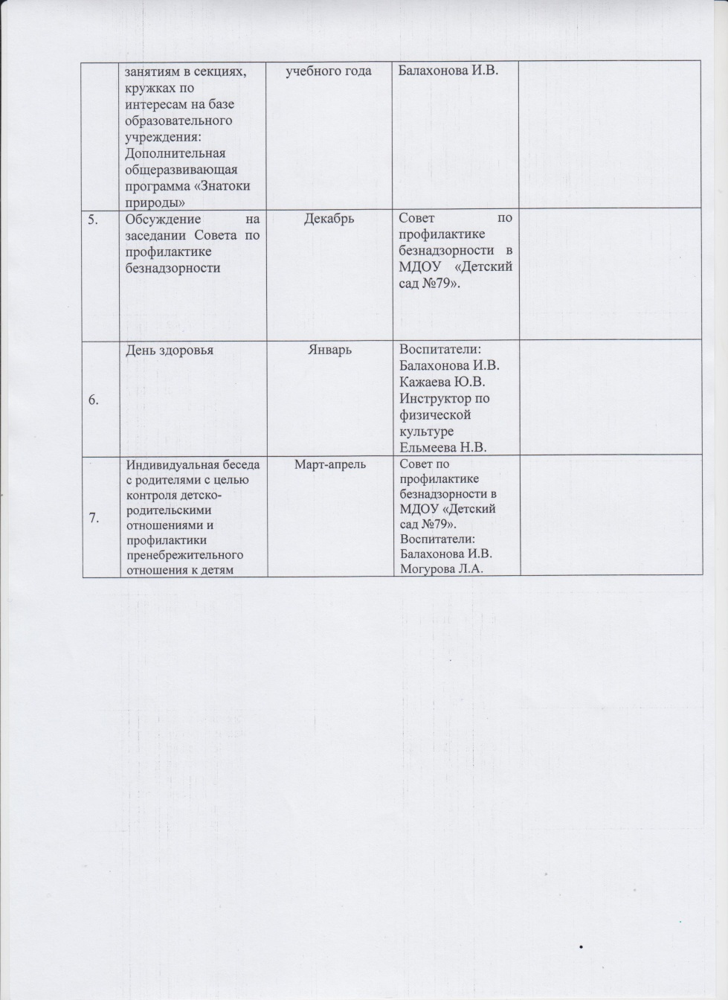 занятиям в секциях,
кружках по
интересам на базе
образовательного
учреждения:
Дополнительная
общеразвивающая
программа «Знатоки
природы»
учебного года
Балахонова И.В.
5.
Обсуждение на
заседании Совета по
профилактике
безнадзорности
Декабрь
Совет по
профилактике
безнадзорности в
МДОУ «Детский
сад №79».
6.
День здоровья
Январь
Воспитатели:
Балахонова И.В.
Кажаева Ю.В.
Инструктор по
физической
культуре
Ельмеева Н.В.
7.
Индивидуальная беседа
с родителями с целью
контроля детско-
родительскими
отношениями и
профилактики
пренебрежительного
отношения к детям
Март-апрель
Совет по
профилактике
безнадзорности в
МДОУ «Детский
сад №79».
Воспитатели:
Балахонова И.В.
Могурова Л.А.